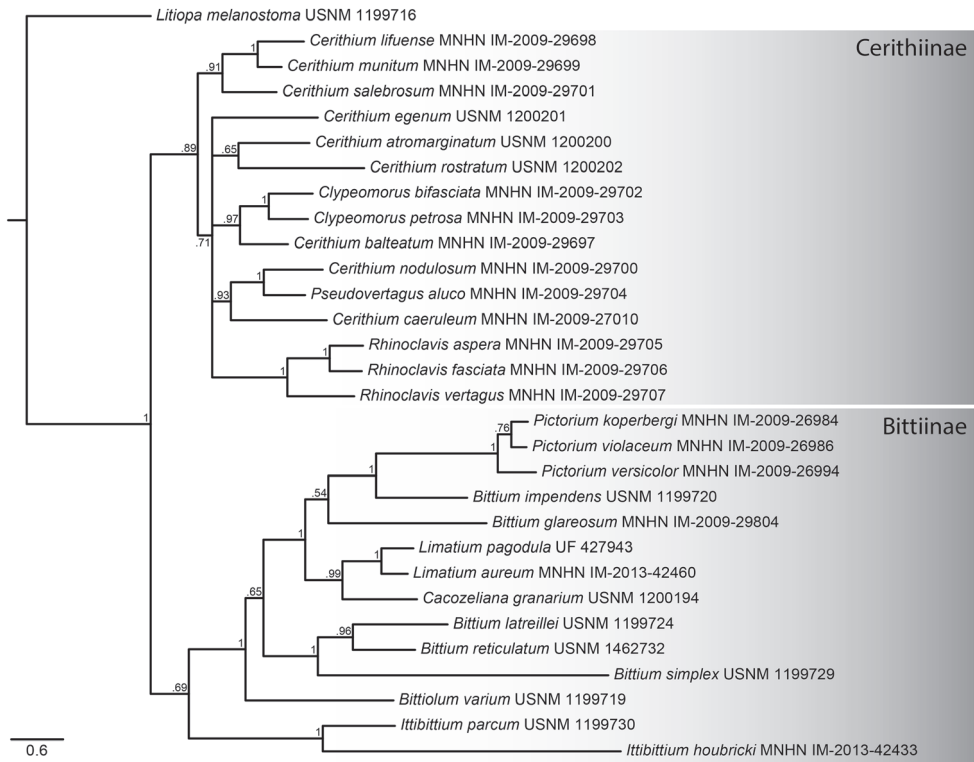 Litiopa melanostoma USNM 1199716
Cerithium lifuense MNHN IM-2009-29698
Cerithiinae
1
Cerithium munitum MNHN IM-2009-29699
.91
Cerithium salebrosum MNHN IM-2009-29701
Cerithium egenum USNM 1200201
Cerithium atromarginatum USNM 1200200
.89
.65
Cerithium rostratum USNM 1200202
Clypeomorus bifasciata MNHN IM-2009-29702
1
Clypeomorus petrosa MNHN IM-2009-29703
.97
Cerithium balteatum MNHN IM-2009-29697
.71
Cerithium nodulosum MNHN IM-2009-29700
1
Pseudovertagus aluco MNHN IM-2009-29704
.93
Cerithium caeruleum MNHN IM-2009-27010
Rhinoclavis aspera MNHN IM-2009-29705
1
Rhinoclavis fasciata MNHN IM-2009-29706
1
Rhinoclavis vertagus MNHN IM-2009-29707
1
Pictorium koperbergi MNHN IM-2009-26984
Bittiinae
.76
Pictorium violaceum MNHN IM-2009-26986
1
Pictorium versicolor MNHN IM-2009-26994
1
Bittium impendens USNM 1199720
.54
Bittium glareosum MNHN IM-2009-29804
1
Limatium pagodula UF 427943
1
Limatium aureum MNHN IM-2013-42460
.99
Cacozeliana granarium USNM 1200194
.65
Bittium latreillei USNM 1199724
.96
Bittium reticulatum USNM 1462732
1
1
Bittium simplex USNM 1199729
.69
Bittiolum varium USNM 1199719
Ittibittium parcum USNM 1199730
1
Ittibittium houbricki MNHN IM-2013-42433
0.6